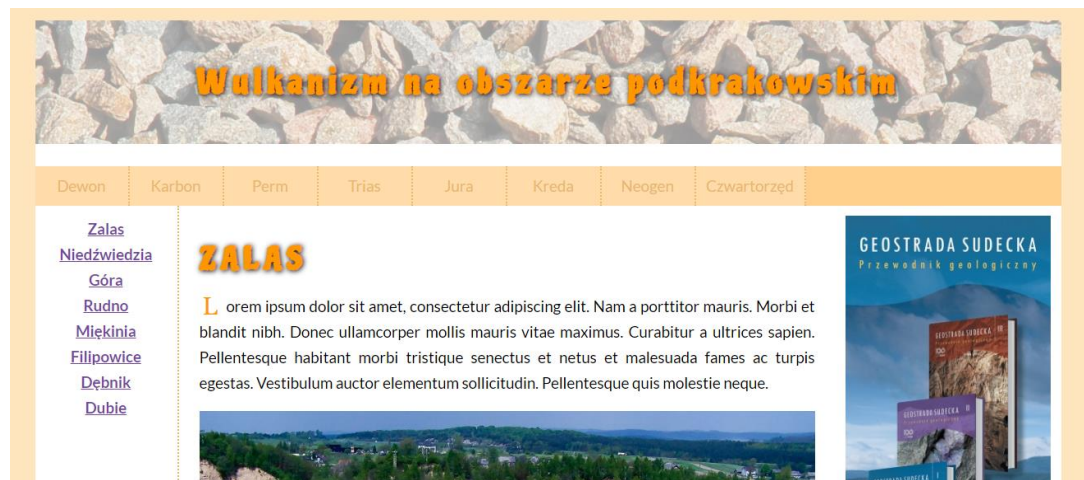 Wulkanizm na obszarze podkrakowskim
Dewon Karbon Perm Trias Jura Kreda Neogen Czwartorzęd
Zalas
Niedźwiedzia
Góra
Rudno
Miękinia
Filipowice
Dębnik
Dubie
ZALAS
Lorem ipsum dolor sit amet, consectetur adipiscing elit. Nam a porttitor mauris. Morbi et
blandit nibh. Donec ullamcorper mollis mauris vitae maximus. Curabitur a ultrices sapien.
Pellentesque habitant morbi tristique senectus et netus et malesuada fames ac turpis
egestas. Vestibulum auctor elementum sollicitudin. Pellentesque quis molestie neque.
GEOSTRADA SUDECKA
Przewodnik geologiczny
GEOSTRADA SUDECKA III
GEOSTRADA SUDECKA II